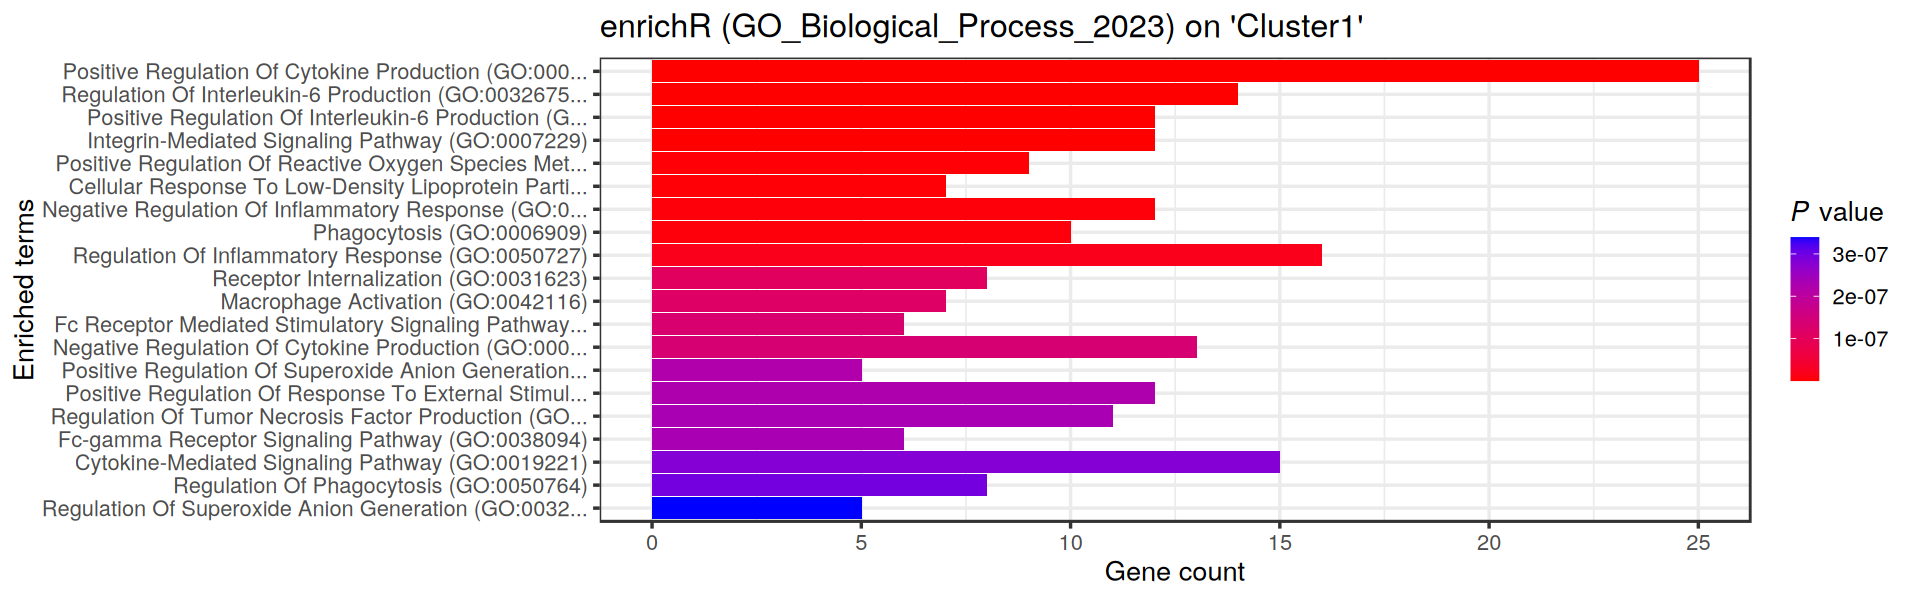 enrichR (GO_Biological_Process_2023) on 'Cluster1'
Positive Regulation Of Cytokine Production (GO:000...
Regulation Of Interleukin-6 Production (GO:0032675...
Positive Regulation Of Interleukin-6 Production (G...
Integrin-Mediated Signaling Pathway (GO:0007229)
Positive Regulation Of Reactive Oxygen Species Met...
Cellular Response To Low-Density Lipoprotein Parti...
Negative Regulation Of Inflammatory Response (GO:0...
Phagocytosis (GO:0006909)
Regulation Of Inflammatory Response (GO:0050727)
Receptor Internalization (GO:0031623)
Macrophage Activation (GO:0042116)
Fc Receptor Mediated Stimulatory Signaling Pathway...
Negative Regulation Of Cytokine Production (GO:000...
Positive Regulation Of Superoxide Anion Generation...
Positive Regulation Of Response To External Stimul...
Regulation Of Tumor Necrosis Factor Production (GO...
Fc-gamma Receptor Signaling Pathway (GO:0038094)
Cytokine-Mediated Signaling Pathway (GO:0019221)
Regulation Of Phagocytosis (GO:0050764)
Regulation Of Superoxide Anion Generation (GO:0032...
Enriched terms
0 5 10 15 20 25
Gene count
P value
3e-07
2e-07
1e-07